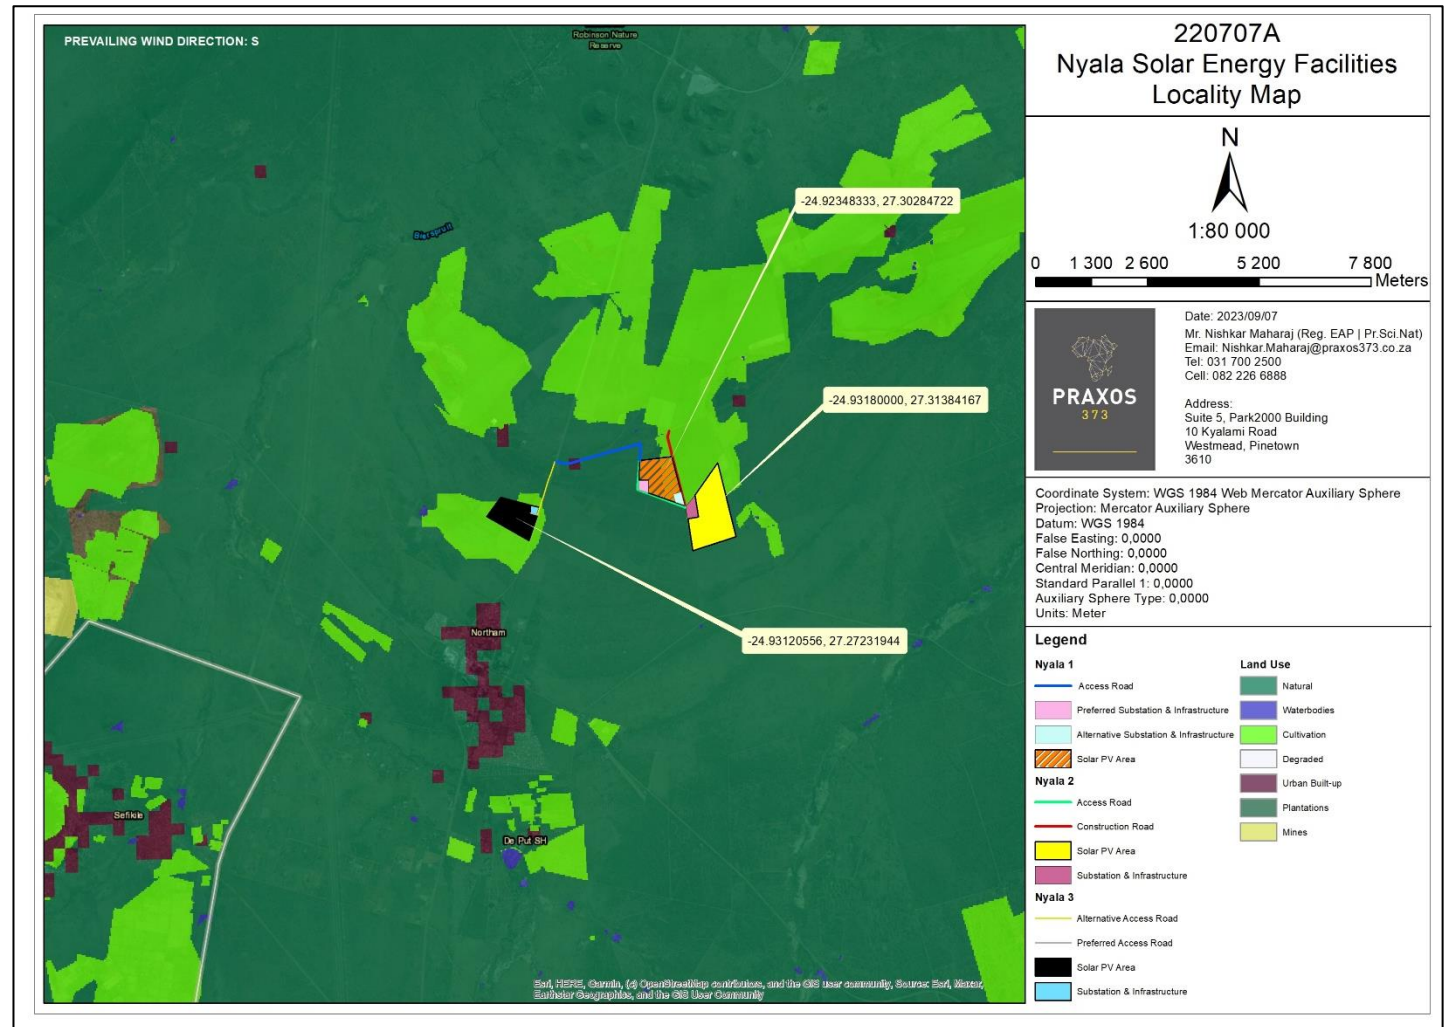 PREVAILING WIND DIRECTION: S
Robinson Nature
Reserve
Bierspruit
-24.92348333, 27.30284722
-24.93180000, 27.31384167
-24.93120556, 27.27231944
Northam
Sefikile
De Put SH
Esri, HERE, Garmin, (c) OpenStreetMap contributors, and the GIS user community, Source: Esri, Maxar,
Earthstar Geographics, and the GIS User Community
220707A
Nyala Solar Energy Facilities
Locality Map
N
1:80 000
0 1 300 2 600 5 200 7 800
Meters
PRAXOS
373
Date: 2023/09/07
Mr. Nishkar Maharaj (Reg. EAP | Pr.Sci.Nat)
Email: Nishkar.Maharaj@praxos373.co.za
Tel: 031 700 2500
Cell: 082 226 6888
Address:
Suite 5, Park2000 Building
10 Kyalami Road
Westmead, Pinetown
3610
Coordinate System: WGS 1984 Web Mercator Auxiliary Sphere
Projection: Mercator Auxiliary Sphere
Datum: WGS 1984
False Easting: 0,0000
False Northing: 0,0000
Central Meridian: 0,0000
Standard Parallel 1: 0,0000
Auxiliary Sphere Type: 0,0000
Units: Meter
Legend
Nyala 1
Access Road
Preferred Substation & Infrastructure
Alternative Substation & Infrastructure
Solar PV Area
Nyala 2
Access Road
Construction Road
Solar PV Area
Substation & Infrastructure
Nyala 3
Alternative Access Road
Preferred Access Road
Solar PV Area
Substation & Infrastructure
Land Use
Natural
Waterbodies
Cultivation
Degraded
Urban Built-up
Plantations
Mines